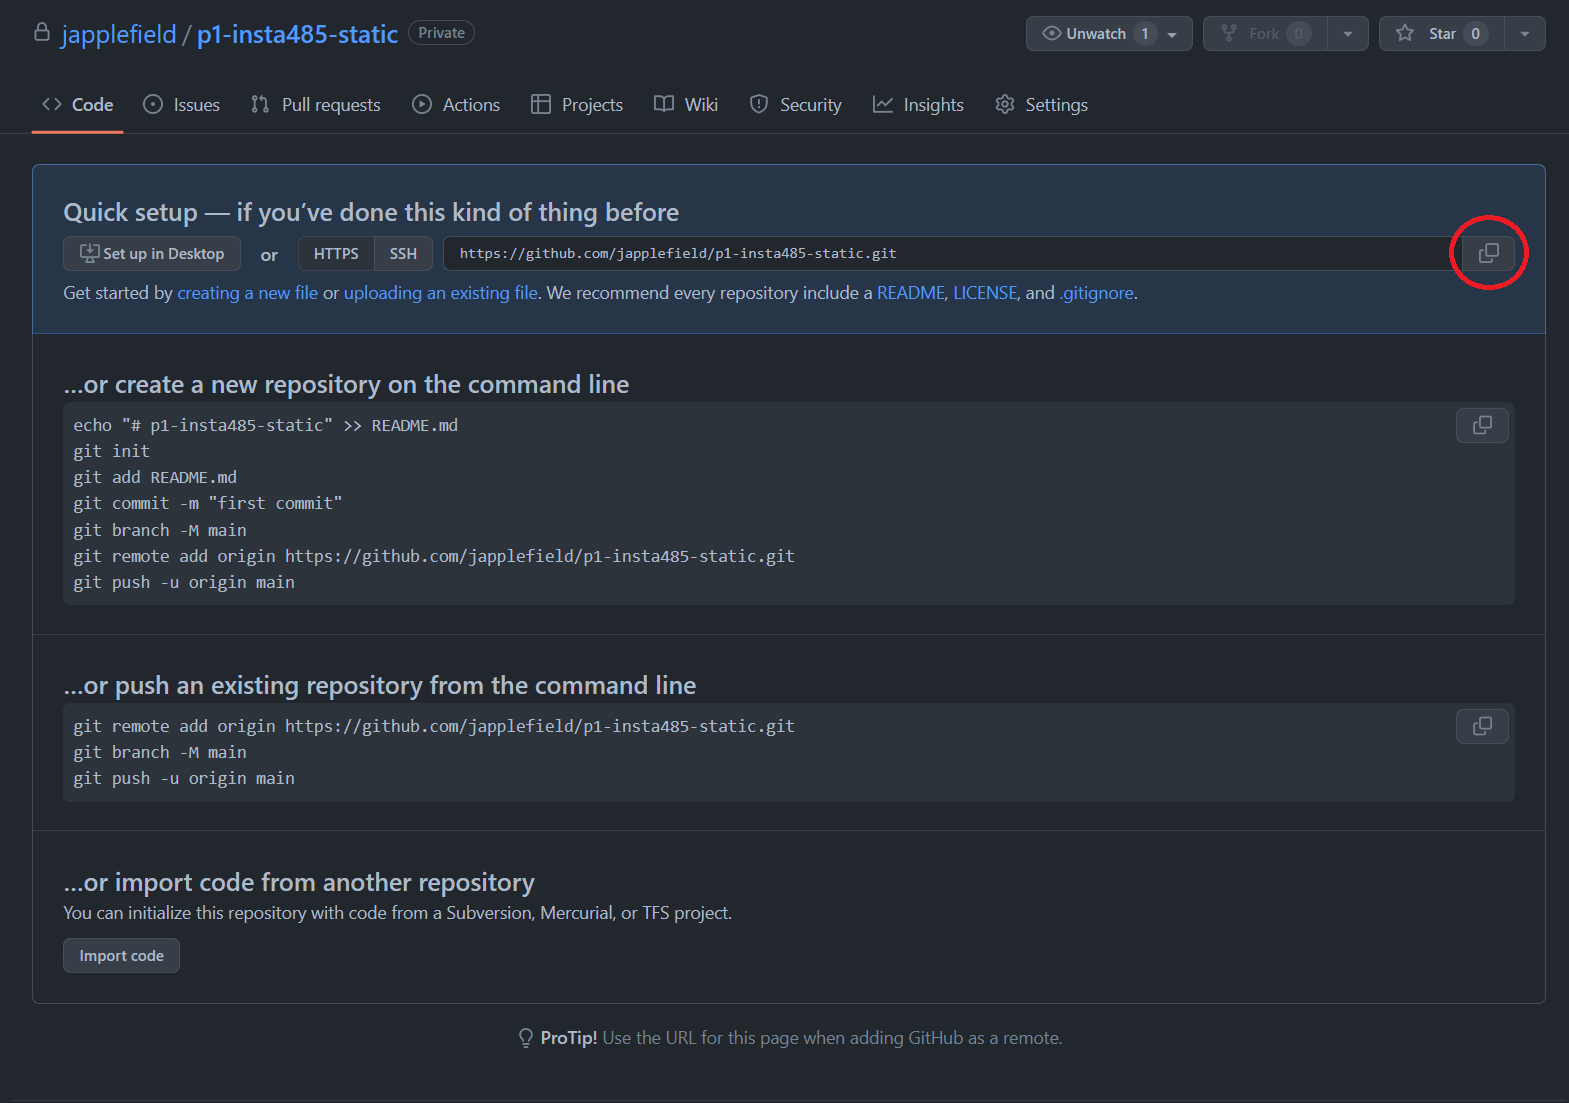 japplefield / p1-insta485-static Private
Unwatch 1
Fork 0
Star 0
Code Issues Pull requests Actions Projects Wiki Security Insights Settings
Quick setup — if you’ve done this kind of thing before
Set up in Desktop or HTTPS SSH https://github.com/japplefield/p1-insta485-static.git
Get started by creating a new file or uploading an existing file. We recommend every repository include a README, LICENSE, and .gitignore.
…or create a new repository on the command line
echo "# p1-insta485-static" >> README.md
git init
git add README.md
git commit -m "first commit"
git branch -M main
git remote add origin https://github.com/japplefield/p1-insta485-static.git
git push -u origin main
…or push an existing repository from the command line
git remote add origin https://github.com/japplefield/p1-insta485-static.git
git branch -M main
git push -u origin main
…or import code from another repository
You can initialize this repository with code from a Subversion, Mercurial, or TFS project.
Import code
ProTip! Use the URL for this page when adding GitHub as a remote.